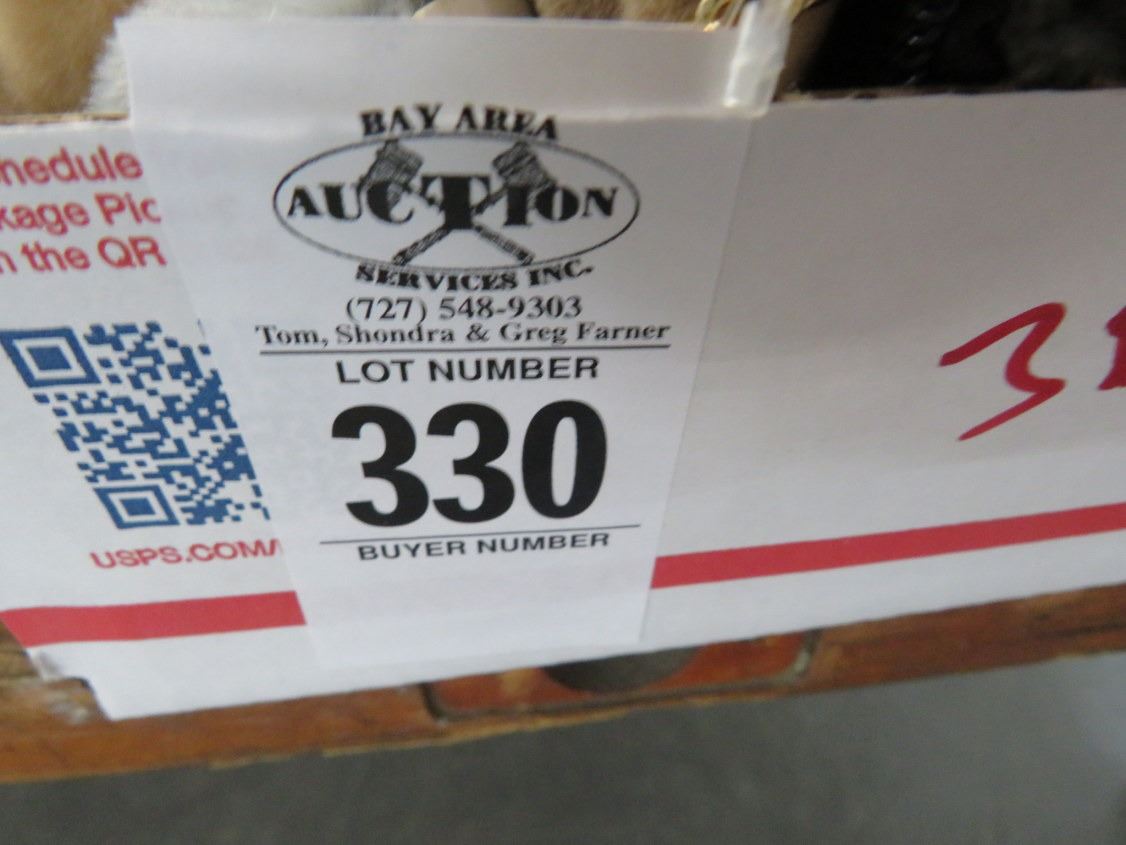 BAY AREA
AUCTION
SERVICES INC.
(727) 548-9303
Tom, Shondra & Greg Farner
LOT NUMBER
330
BUYER NUMBER
hedule
kage Pic
n the QR
USPS.COM/
3